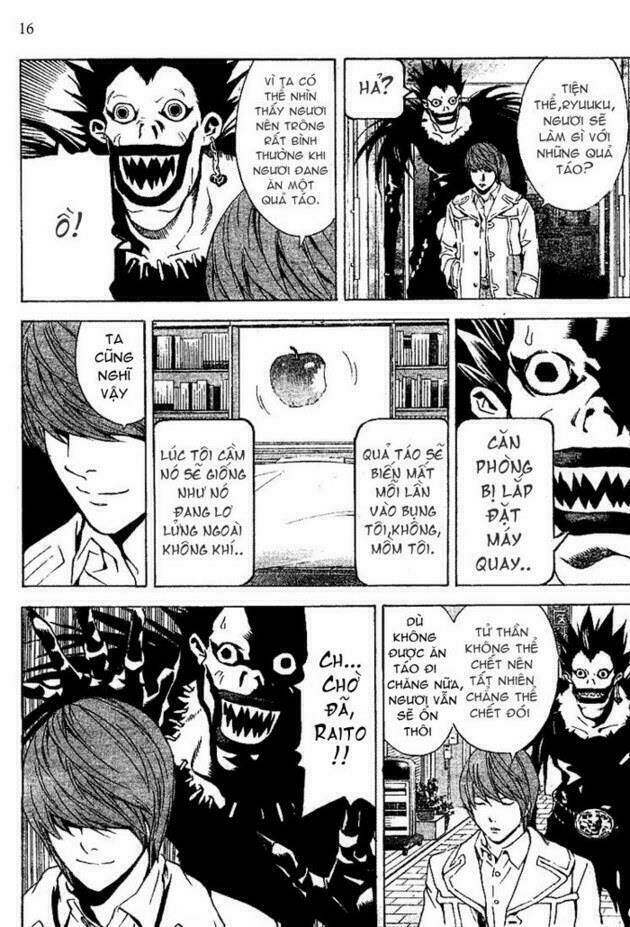 16
TIỆN
THỂ,RYUUKU,
NGƯƠI SẼ
LÀM GÌ VỚI
NHỮNG QUẢ
TÁO?
HẢ?
VÌ TA CÓ
THỂ NHÌN
THẤY NGƯƠI
NÊN TRÔNG
RẤT BÌNH
THƯỜNG KHI
NGƯƠI ĐANG
ĂN MỘT
QUẢ TÁO.
Ồ!
CĂN
PHÒNG
BỊ LẮP
ĐẶT
MÁY
QUAY..
QUẢ TÁO SẼ
BIẾN MẤT
MỖI LẦN
VÀO BỤNG
TÔI,KHÔNG,
MỒM TÔI.
LÚC TÔI CẦM
NÓ SẼ GIỐNG
NHƯ NÓ
ĐANG LƠ
LỬNG NGOÀI
KHÔNG KHÍ..
TA
CŨNG
NGHĨ
VẬY
TỬ THẦN
KHÔNG THỂ
CHẾT NÊN
TẤT NHIÊN
CHẲNG THỂ
CHẾT ĐÓI
DÙ
KHÔNG
ĐƯỢC ĂN
TÁO ĐI
CHĂNG NỮA,
NGƯƠI VẪN
SẼ ỔN
THÔI
CH...
CHỜ
ĐÃ,
RAITO
!!